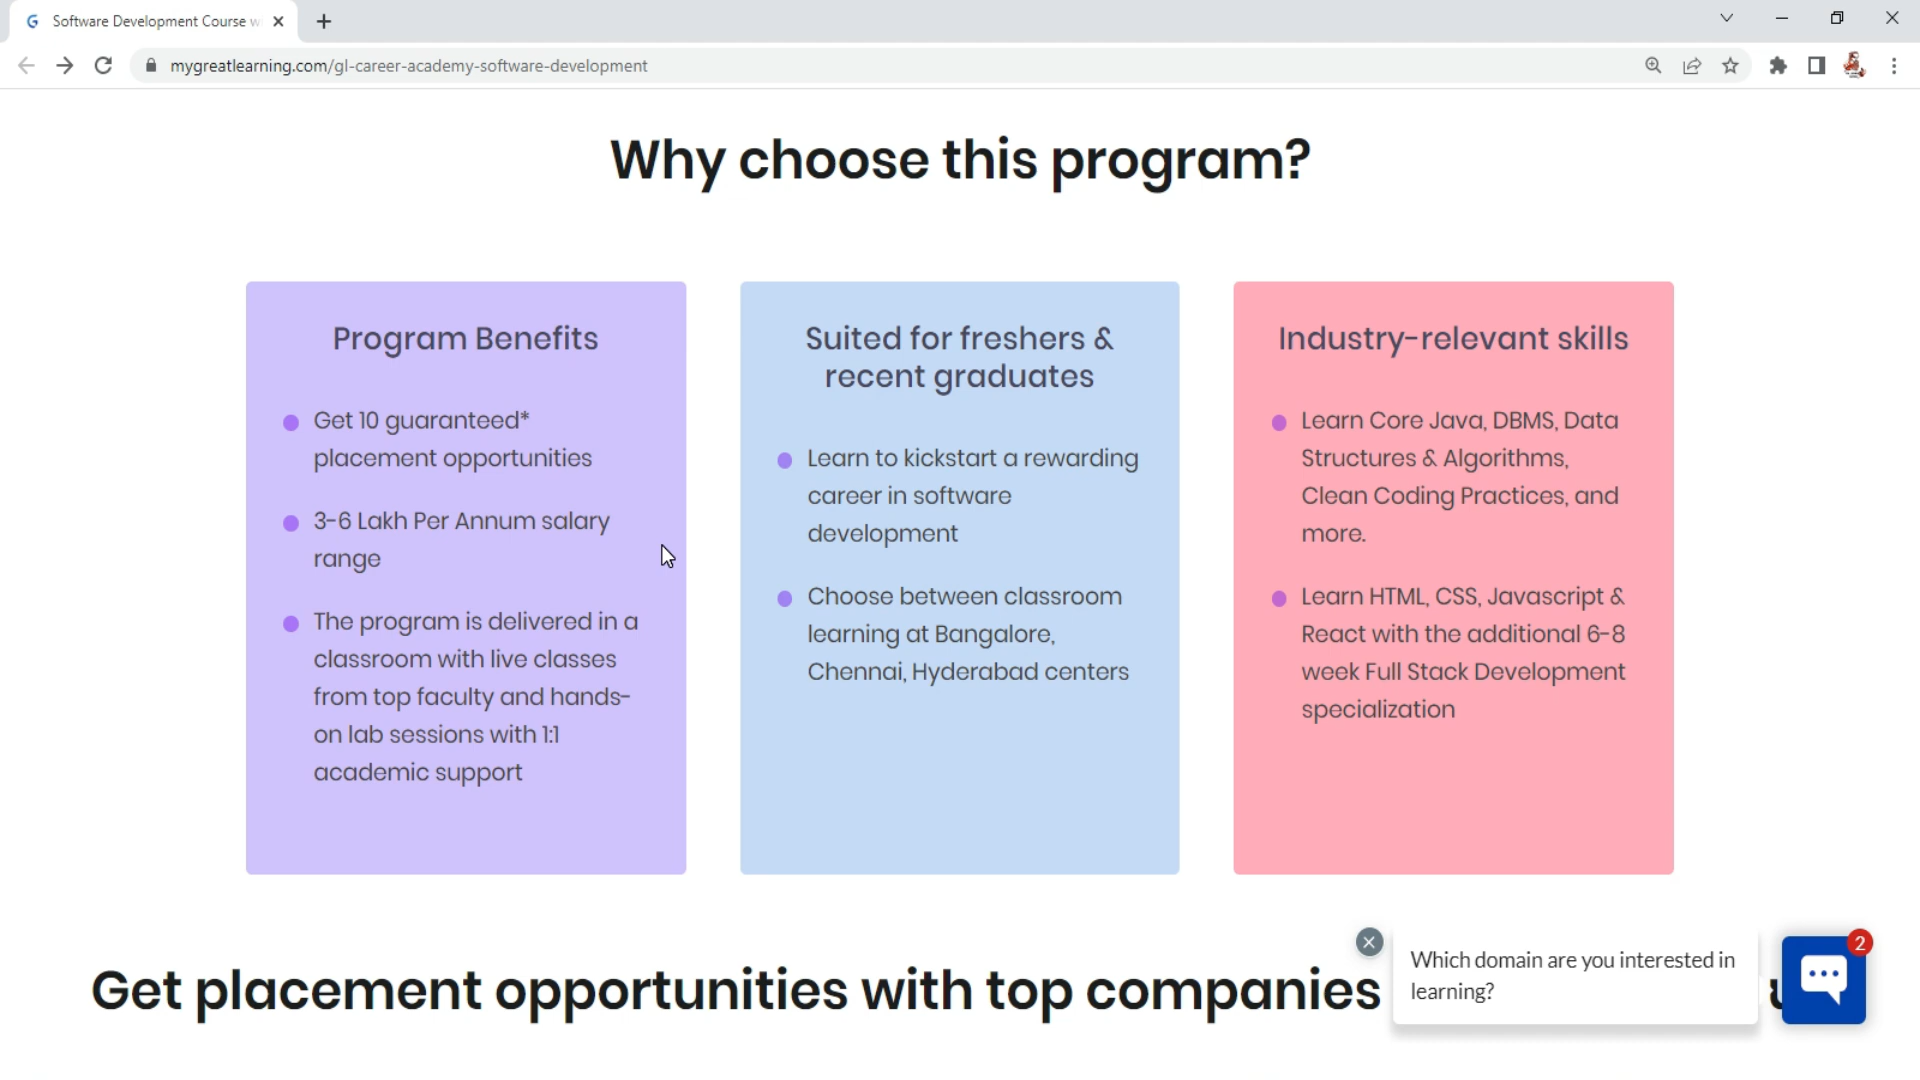 Software Development Course w
mygreatlearning.com/gl-career-academy-software-development
Why choose this program?
Program Benefits
Get 10 guaranteed*
placement opportunities
3-6 Lakh Per Annum salary
range
The program is delivered in a
classroom with live classes
from top faculty and hands-
on lab sessions with 1:1
academic support
Suited for freshers &
recent graduates
Learn to kickstart a rewarding
career in software
development
Choose between classroom
learning at Bangalore,
Chennai, Hyderabad centers
Industry-relevant skills
Learn Core Java, DBMS, Data
Structures & Algorithms,
Clean Coding Practices, and
more.
Learn HTML, CSS, Javascript &
React with the additional 6-8
week Full Stack Development
specialization
Get placement opportunities with top companies
Which domain are you interested in
learning?
2